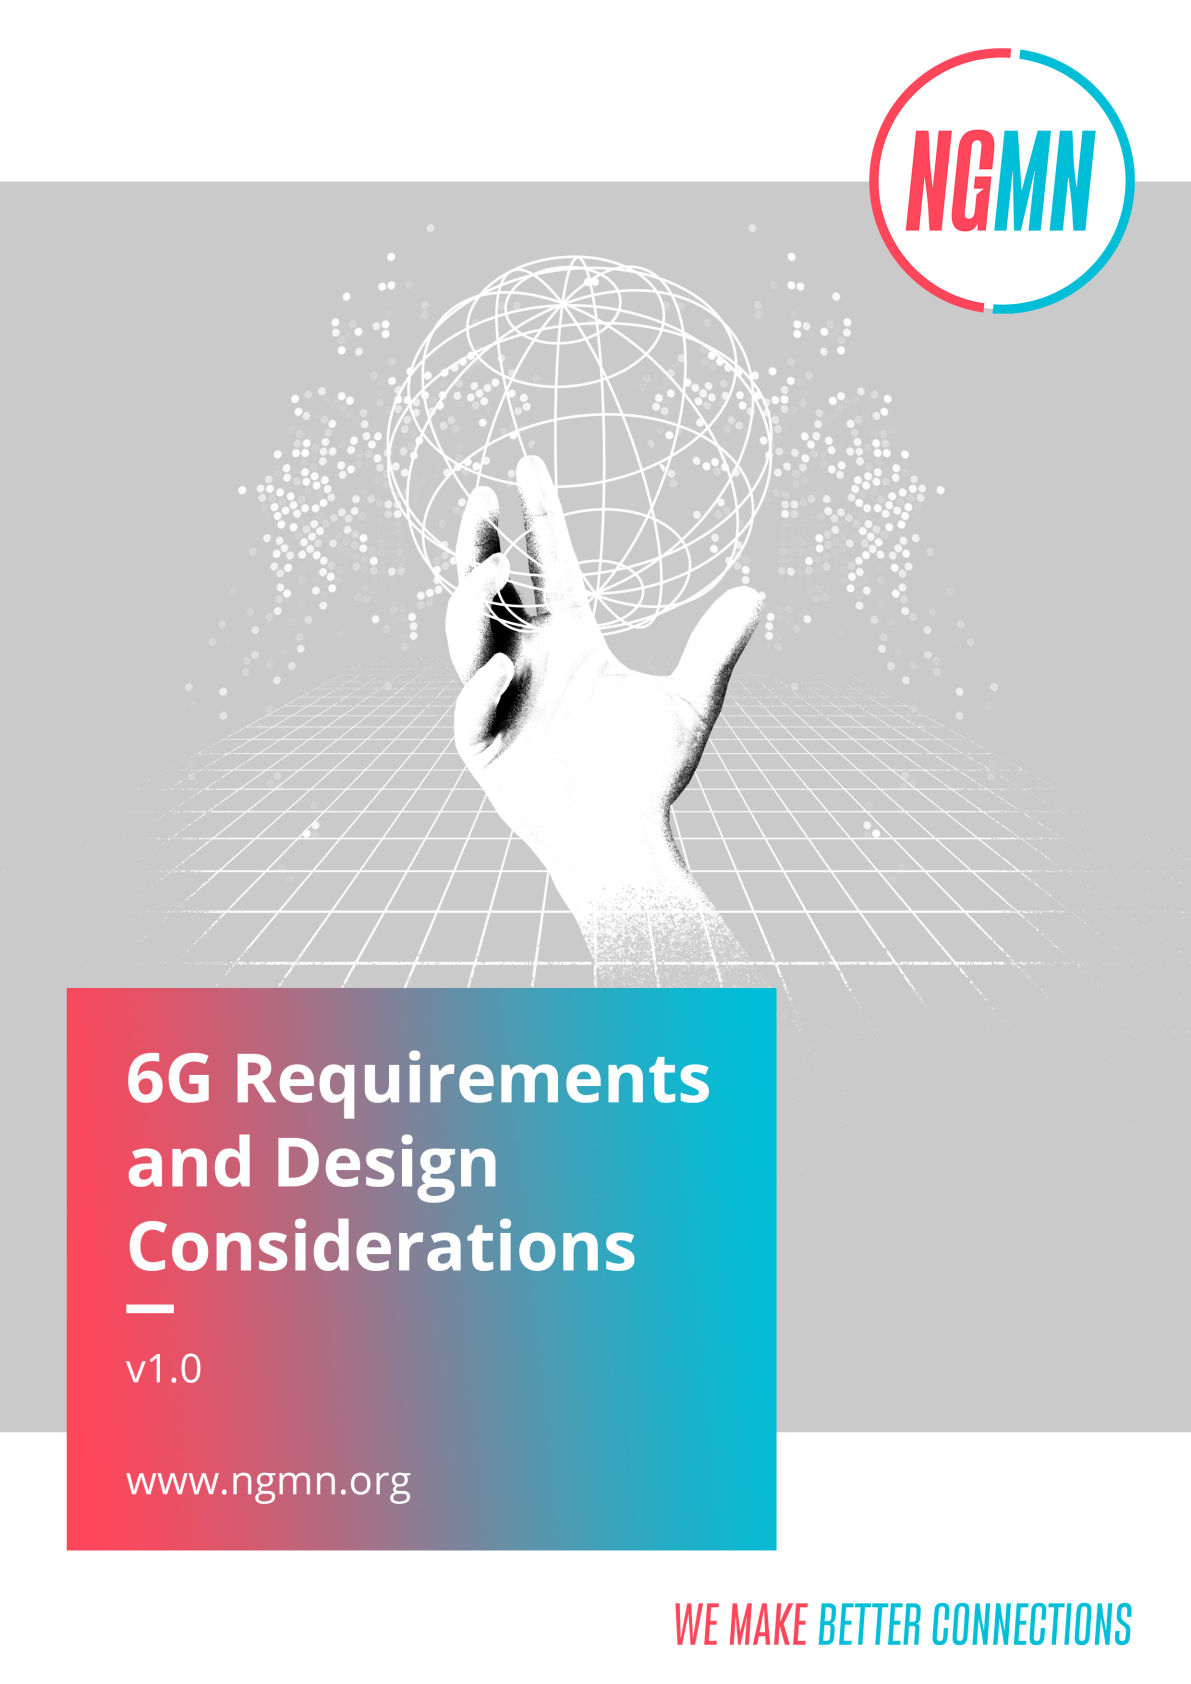 NGMN
6G Requirements
and Design
Considerations
v1.0
www.ngmn.org
WE MAKE BETTER CONNECTIONS